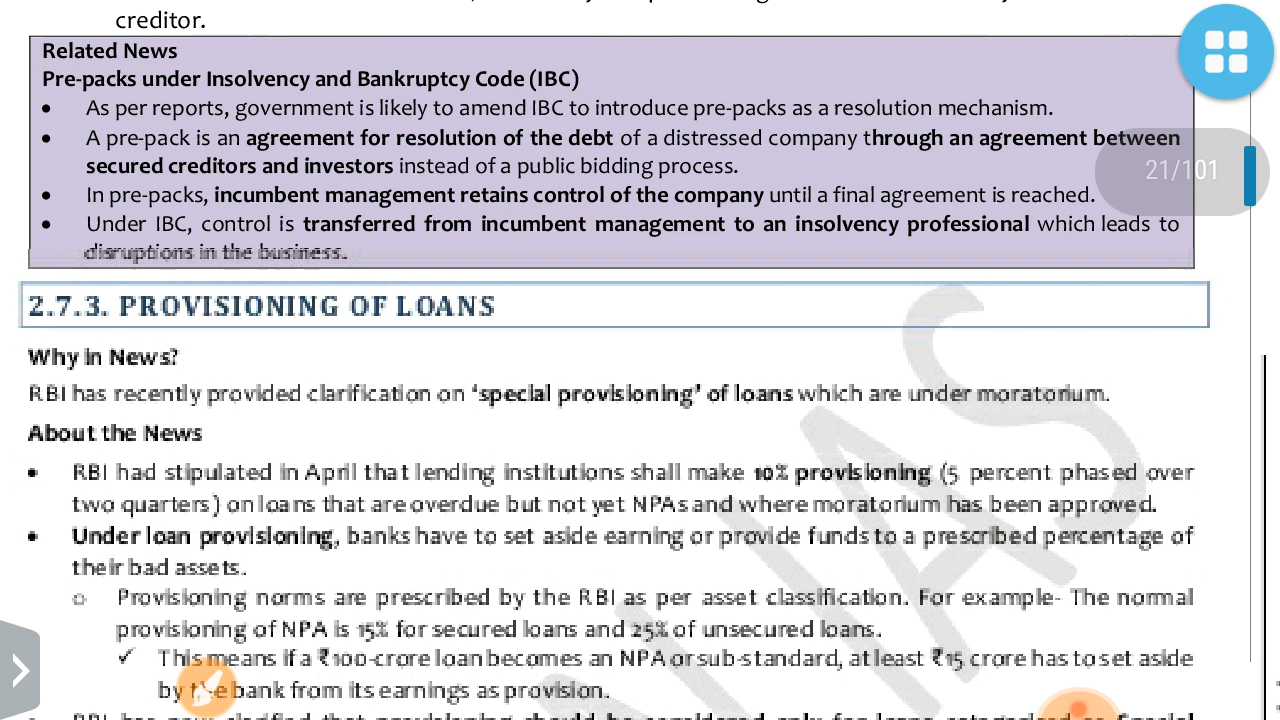 creditor.
Related News
Pre-packs under Insolvency and Bankruptcy Code (IBC)
• As per reports, government is likely to amend IBC to introduce pre-packs as a resolution mechanism.
• A pre-pack is an agreement for resolution of the debt of a distressed company through an agreement between
secured creditors and investors instead of a public bidding process.
21/101
• In pre-packs, incumbent management retains control of the company until a final agreement is reached.
• Under IBC, control is transferred from incumbent management to an insolvency professional which leads to
disruptions in the business.
2.7.3. PROVISIONING OF LOANS
Why in News?
RBI has recently provided clarification on ‘special provisioning’ of loans which are under moratorium.
About the News
• RBI had stipulated in April that lending institutions shall make 10% provisioning (5 percent phased over
two quarters) on loans that are overdue but not yet NPAs and where moratorium has been approved.
• Under loan provisioning, banks have to set aside earning or provide funds to a prescribed percentage of
their bad assets.
o Provisioning norms are prescribed by the RBI as per asset classification. For example- The normal
provisioning of NPA is 15% for secured loans and 25% of unsecured loans.
✓ This means if a ₹100-crore loan becomes an NPA or sub-standard, at least ₹15 crore has to set aside
by the bank from its earnings as provision.
IAS